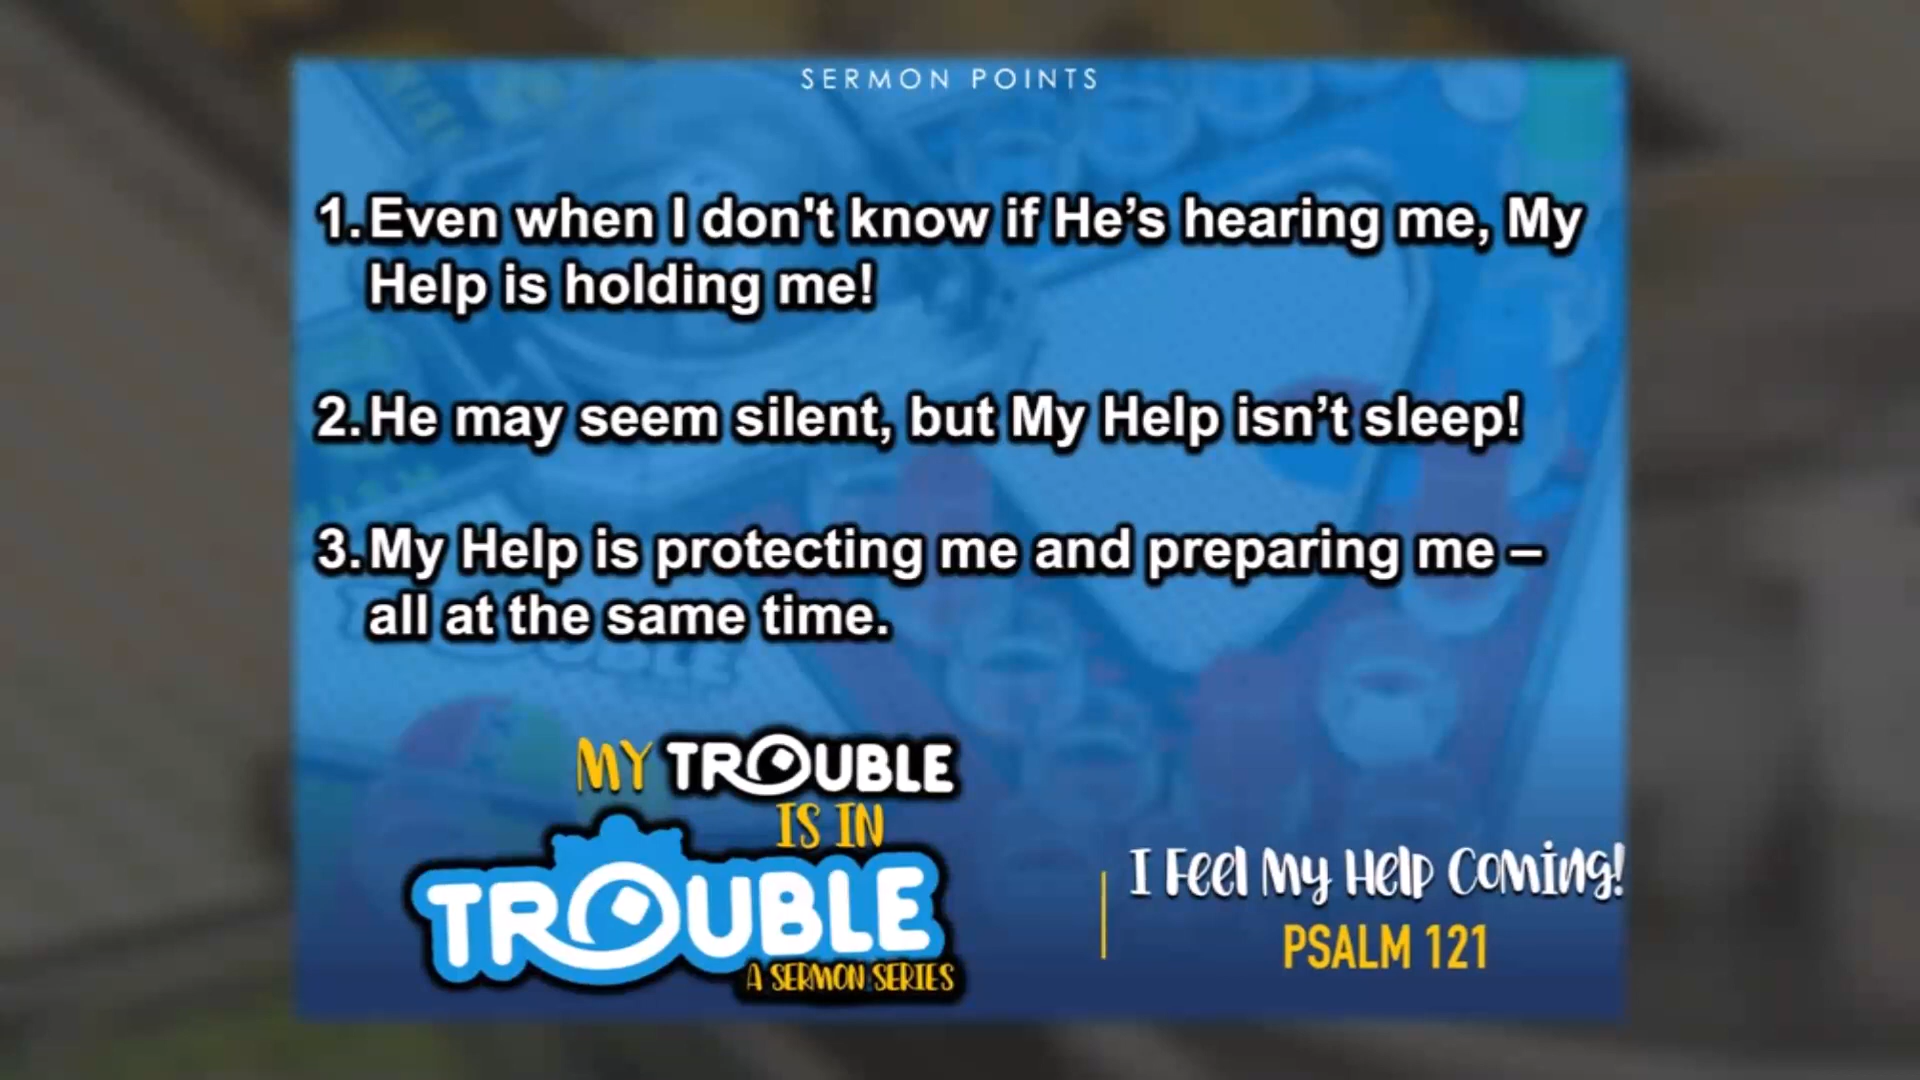 SERMON POINTS
1. Even when I don't know if He’s hearing me, My
Help is holding me!
2. He may seem silent, but My Help isn’t sleep!
3. My Help is protecting me and preparing me –
all at the same time.
MY TROUBLE
IS IN
TROUBLE
A SERMON SERIES
I Feel My Help Coming!
PSALM 121